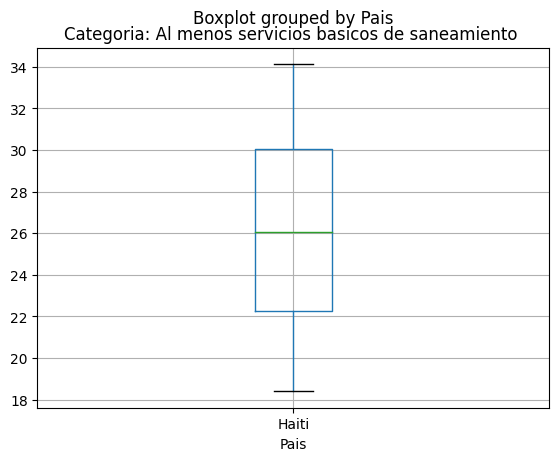 Boxplot grouped by Pais
Categoria: Al menos servicios basicos de saneamiento
34
32
30
28
26
24
22
20
18
Haiti
Pais